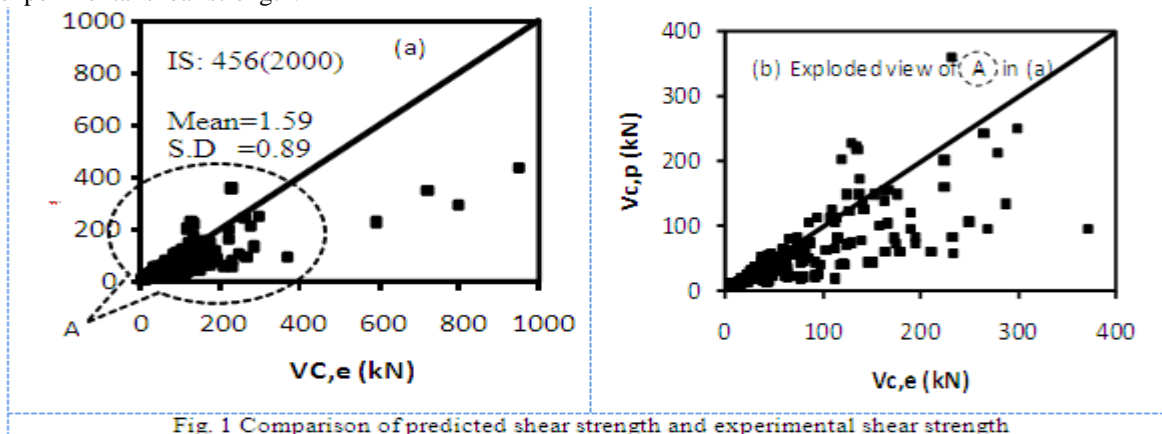 1000
800
600
400
200
0
IS: 456(2000)
(a)
Mean=1.59
S.D =0.89
A
0 200 400 600 800 1000
VC,e (kN)
400
300
200
100
0
Vc,p (kN)
(b) Exploded view of A in (a)
0 100 200 300 400
Vc,e (kN)
Fig. 1 Comparison of predicted shear strength and experimental shear strength